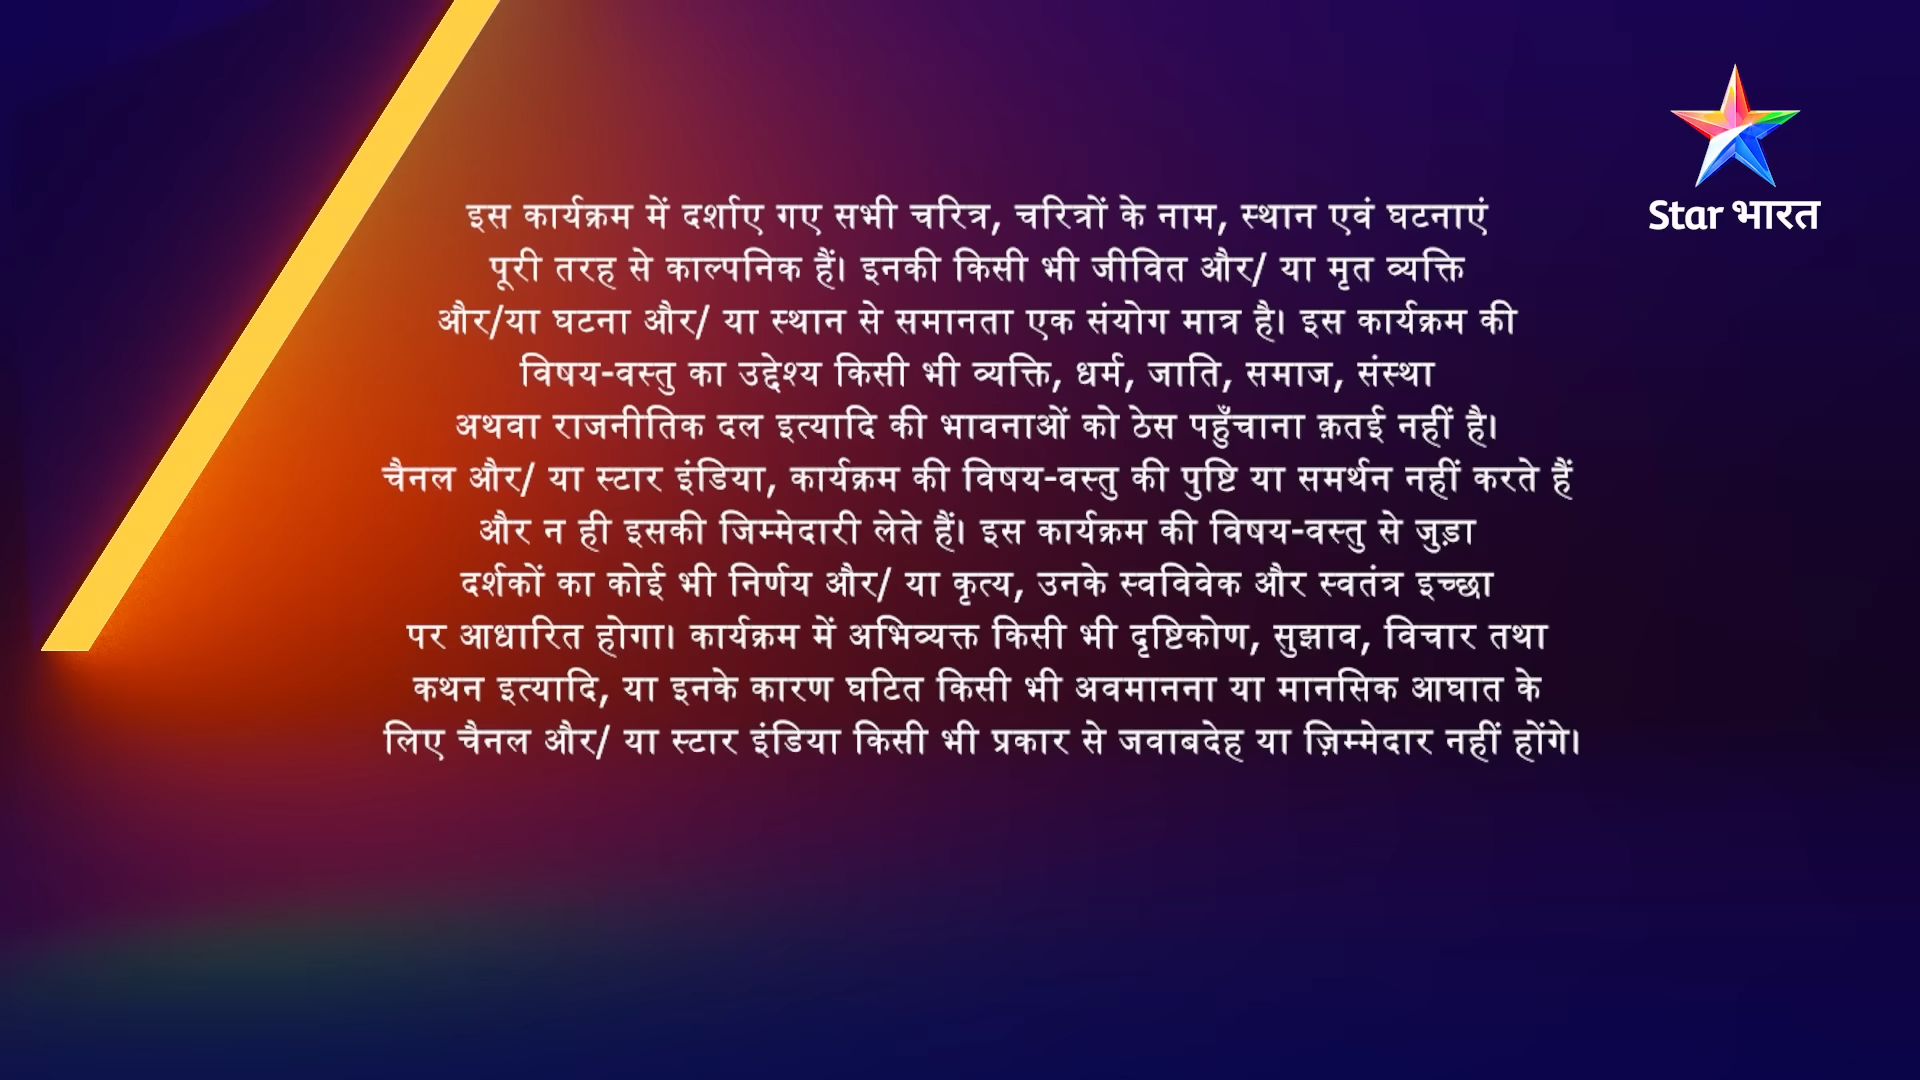 Star भारत
इस कार्यक्रम में दर्शाए गए सभी चरित्र, चरित्रों के नाम, स्थान एवं घटनाएं
पूरी तरह से काल्पनिक हैं। इनकी किसी भी जीवित और/ या मृत व्यक्ति
और/या घटना और/ या स्थान से समानता एक संयोग मात्र है। इस कार्यक्रम की
विषय-वस्तु का उद्देश्य किसी भी व्यक्ति, धर्म, जाति, समाज, संस्था
अथवा राजनीतिक दल इत्यादि की भावनाओं को ठेस पहुँचाना क़तई नहीं है।
चैनल और/ या स्टार इंडिया, कार्यक्रम की विषय-वस्तु की पुष्टि या समर्थन नहीं करते हैं
और न ही इसकी जिम्मेदारी लेते हैं। इस कार्यक्रम की विषय-वस्तु से जुड़ा
दर्शकों का कोई भी निर्णय और/ या कृत्य, उनके स्वविवेक और स्वतंत्र इच्छा
पर आधारित होगा। कार्यक्रम में अभिव्यक्त किसी भी दृष्टिकोण, सुझाव, विचार तथा
कथन इत्यादि, या इनके कारण घटित किसी भी अवमानना या मानसिक आघात के
लिए चैनल और/ या स्टार इंडिया किसी भी प्रकार से जवाबदेह या ज़िम्मेदार नहीं होंगे।